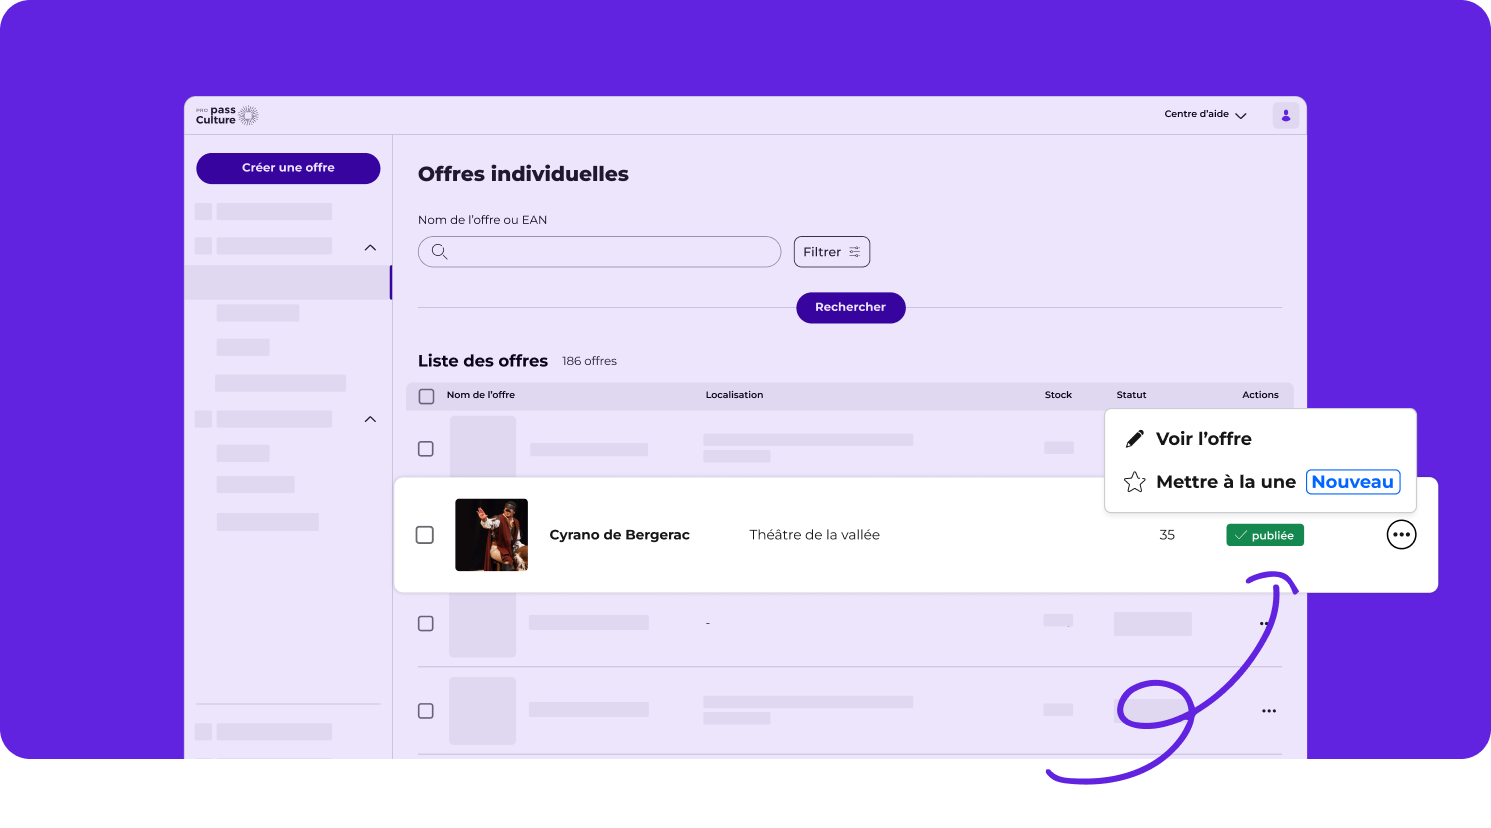 PRO pass
Culture
Centre d'aide
Créer une offre
Offres individuelles
Nom de l'offre ou EAN
Filtrer
Rechercher
Liste des offres 186 offres
Nom de l'offre Localisation Stock Statut Actions
Voir l'offre
Mettre à la une Nouveau
Cyrano de Bergerac Théâtre de la vallée 35 publiée
-